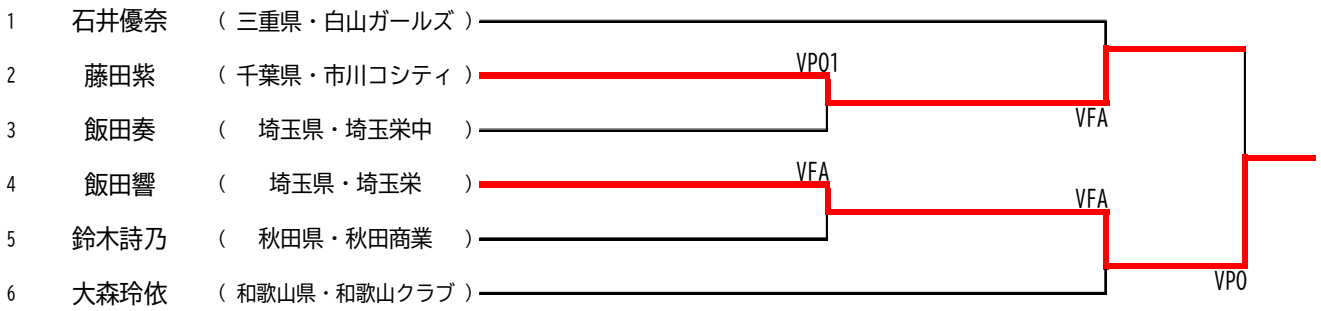 1 石井優奈 ( 三重県・白山ガールズ )
VPO1
2 藤田紫 ( 千葉県・市川コシティ )
VFA
3 飯田奏 ( 埼玉県・埼玉栄中 )
VFA
4 飯田響 ( 埼玉県・埼玉栄 )
VFA
5 鈴木詩乃 ( 秋田県・秋田商業 )
VPO
6 大森玲依 ( 和歌山県・和歌山クラブ )